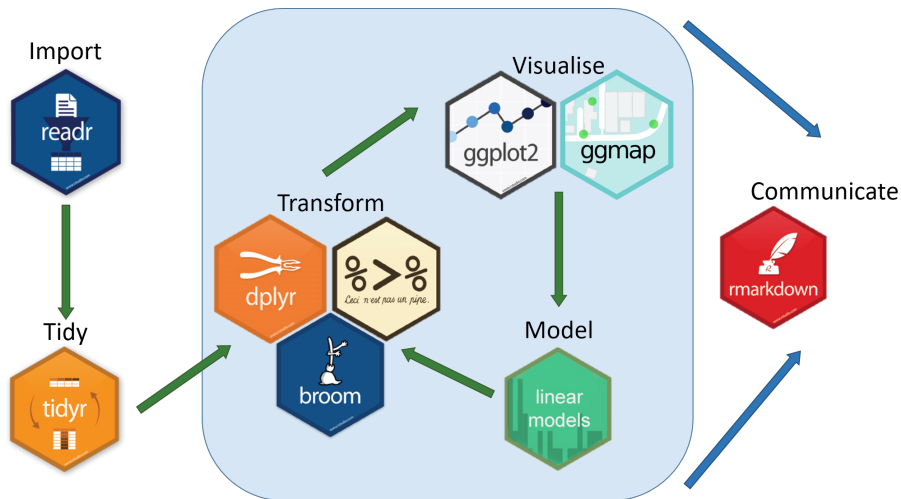 Import
readr
Tidy
tidyr
Transform
dplyr
%>%
Ceci n'est pas un pipe.
broom
Visualise
ggplot2
ggmap
Model
linear
models
Communicate
rmarkdown